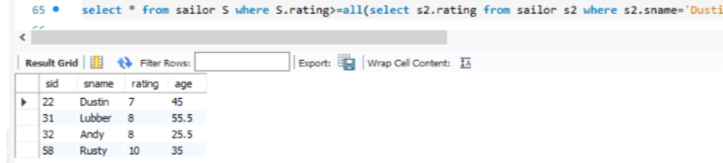 65 select * from sailor S where S.rating>=all(select s2.rating from sailor s2 where s2.sname='Dusti
Result Grid Filter Rows: Export: Wrap Cell Content: IA
sid sname rating age
22 Dustin 7 45
31 Lubber 8 55.5
32 Andy 8 25.5
58 Rusty 10 35